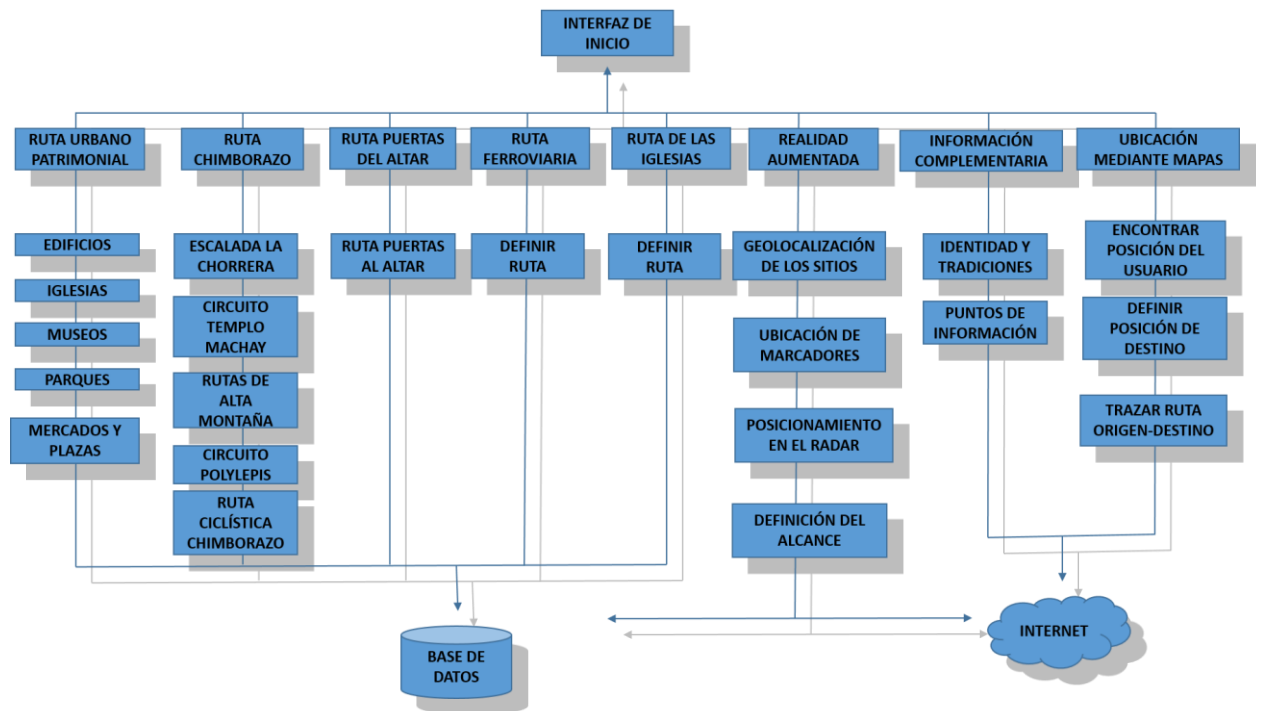 INTERFAZ DE
INICIO
RUTA URBANO
PATRIMONIAL
RUTA
CHIMBORAZO
RUTA PUERTAS
DEL ALTAR
RUTA
FERROVIARIA
RUTA DE LAS
IGLESIAS
REALIDAD
AUMENTADA
INFORMACIÓN
COMPLEMENTARIA
UBICACIÓN
MEDIANTE MAPAS
EDIFICIOS
IGLESIAS
MUSEOS
PARQUES
MERCADOS Y
PLAZAS
ESCALADA LA
CHORRERA
CIRCUITO
TEMPLO
MACHAY
RUTAS DE
ALTA
MONTAÑA
CIRCUITO
POLYLEPIS
RUTA
CICLÍSTICA
CHIMBORAZO
RUTA PUERTAS
AL ALTAR
DEFINIR
RUTA
DEFINIR
RUTA
GEOLOCALIZACIÓN
DE LOS SITIOS
UBICACIÓN DE
MARCADORES
POSICIONAMIENTO
EN EL RADAR
DEFINICIÓN DEL
ALCANCE
IDENTIDAD Y
TRADICIONES
PUNTOS DE
INFORMACIÓN
ENCONTRAR
POSICIÓN DEL
USUARIO
DEFINIR
POSICIÓN DE
DESTINO
TRAZAR RUTA
ORIGEN-DESTINO
BASE DE
DATOS
INTERNET